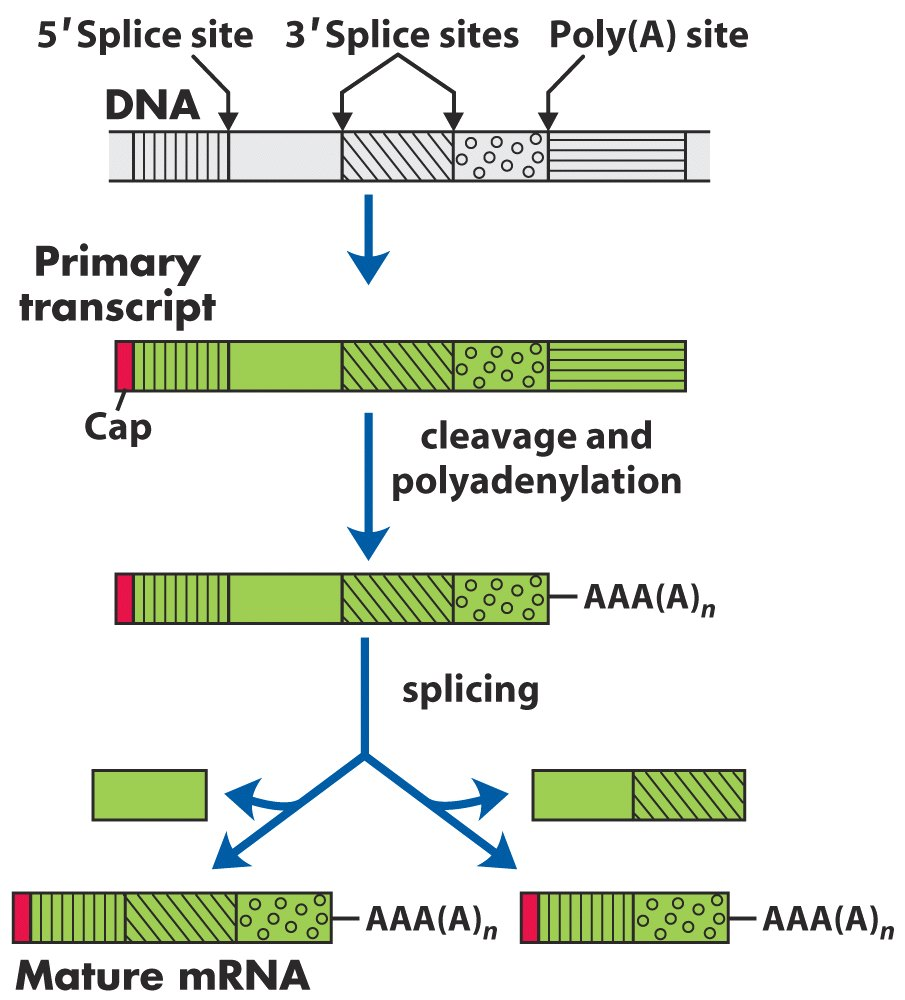 5′Splice site 3′Splice sites Poly(A) site
DNA
Primary
transcript
Cap
cleavage and
polyadenylation
AAA(A)n
splicing
AAA(A)n AAA(A)n
Mature mRNA